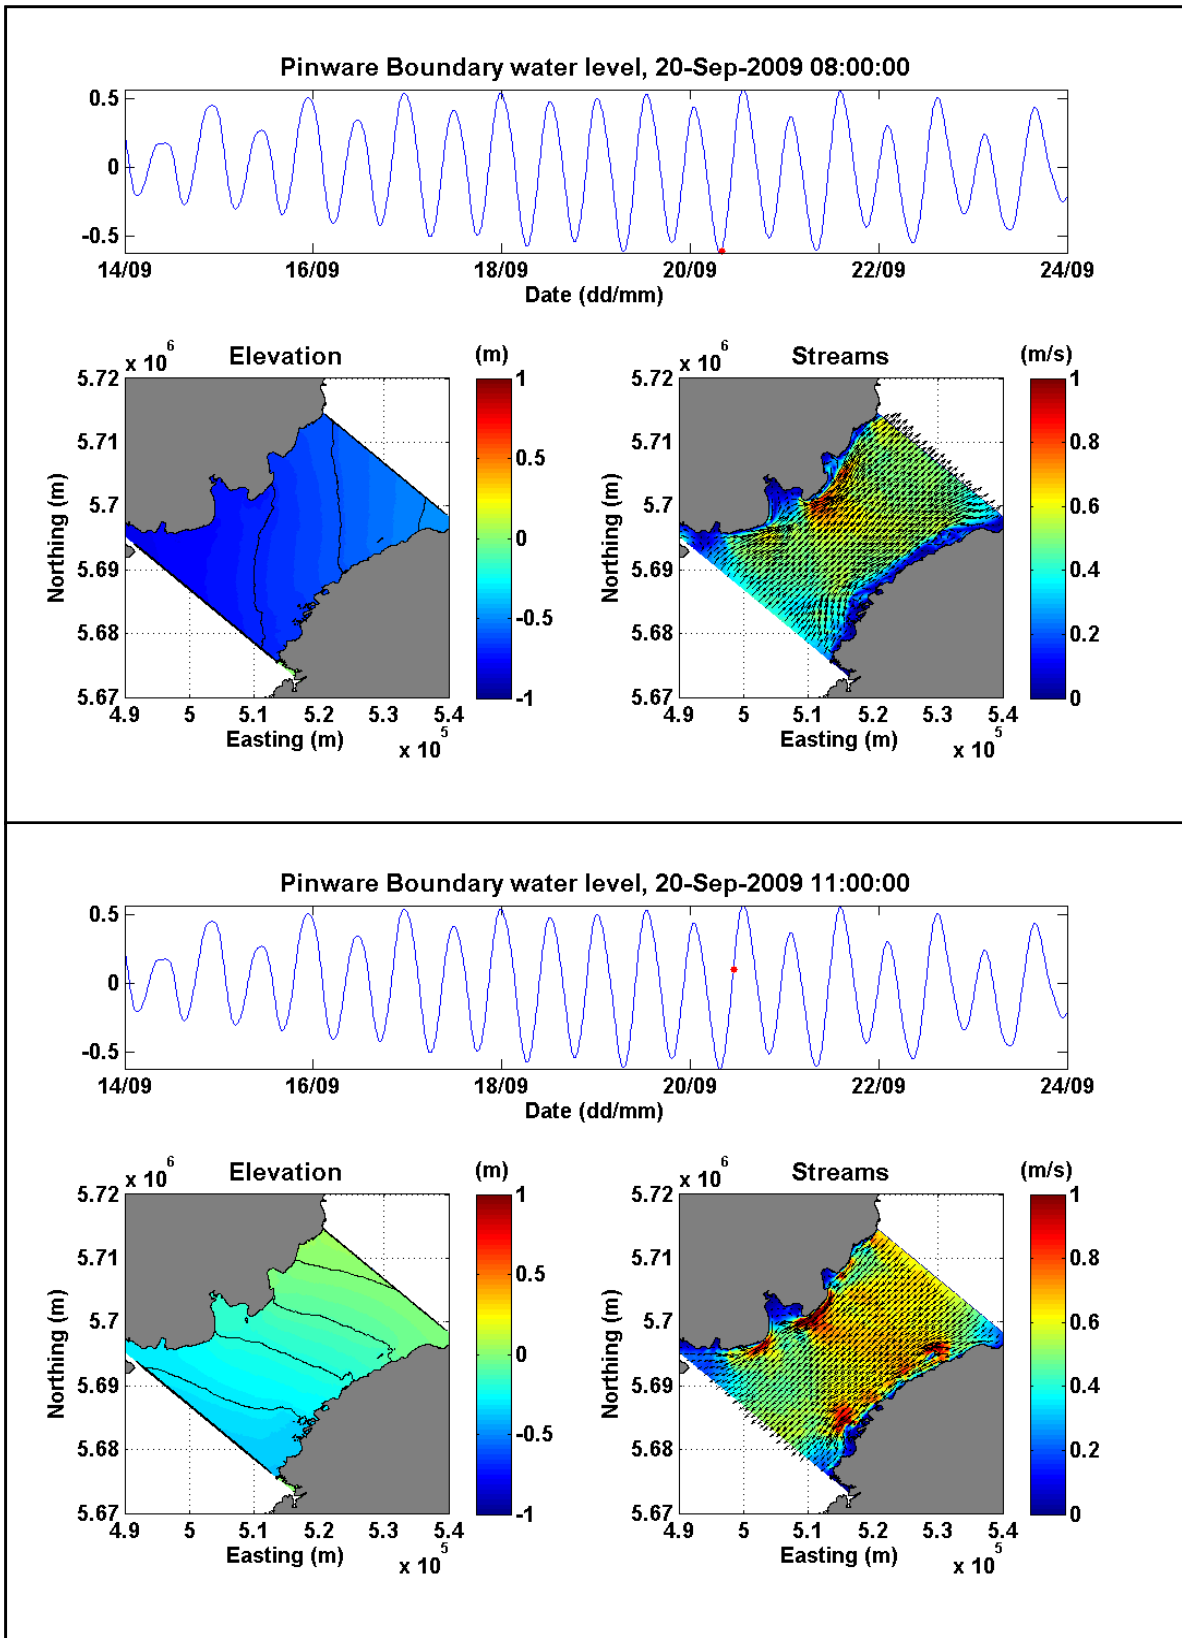 Pinware Boundary water level, 20-Sep-2009 08:00:00
0.5
0
-0.5
14/09 16/09 18/09 20/09 22/09 24/09
Date (dd/mm)
x 10^6 Elevation (m)
5.72
5.71
5.7
5.69
5.68
5.67
Northing (m)
4.9 5 5.1 5.2 5.3 5.4
Easting (m) x 10^5
1
0.5
0
-0.5
-1
x 10^6 Streams (m/s)
5.72
5.71
5.7
5.69
5.68
5.67
Northing (m)
4.9 5 5.1 5.2 5.3 5.4
Easting (m) x 10^5
1
0.8
0.6
0.4
0.2
0
Pinware Boundary water level, 20-Sep-2009 11:00:00
0.5
0
-0.5
14/09 16/09 18/09 20/09 22/09 24/09
Date (dd/mm)
x 10^6 Elevation (m)
5.72
5.71
5.7
5.69
5.68
5.67
Northing (m)
4.9 5 5.1 5.2 5.3 5.4
Easting (m) x 10^5
1
0.5
0
-0.5
-1
x 10^6 Streams (m/s)
5.72
5.71
5.7
5.69
5.68
5.67
Northing (m)
4.9 5 5.1 5.2 5.3 5.4
Easting (m) x 10^5
1
0.8
0.6
0.4
0.2
0